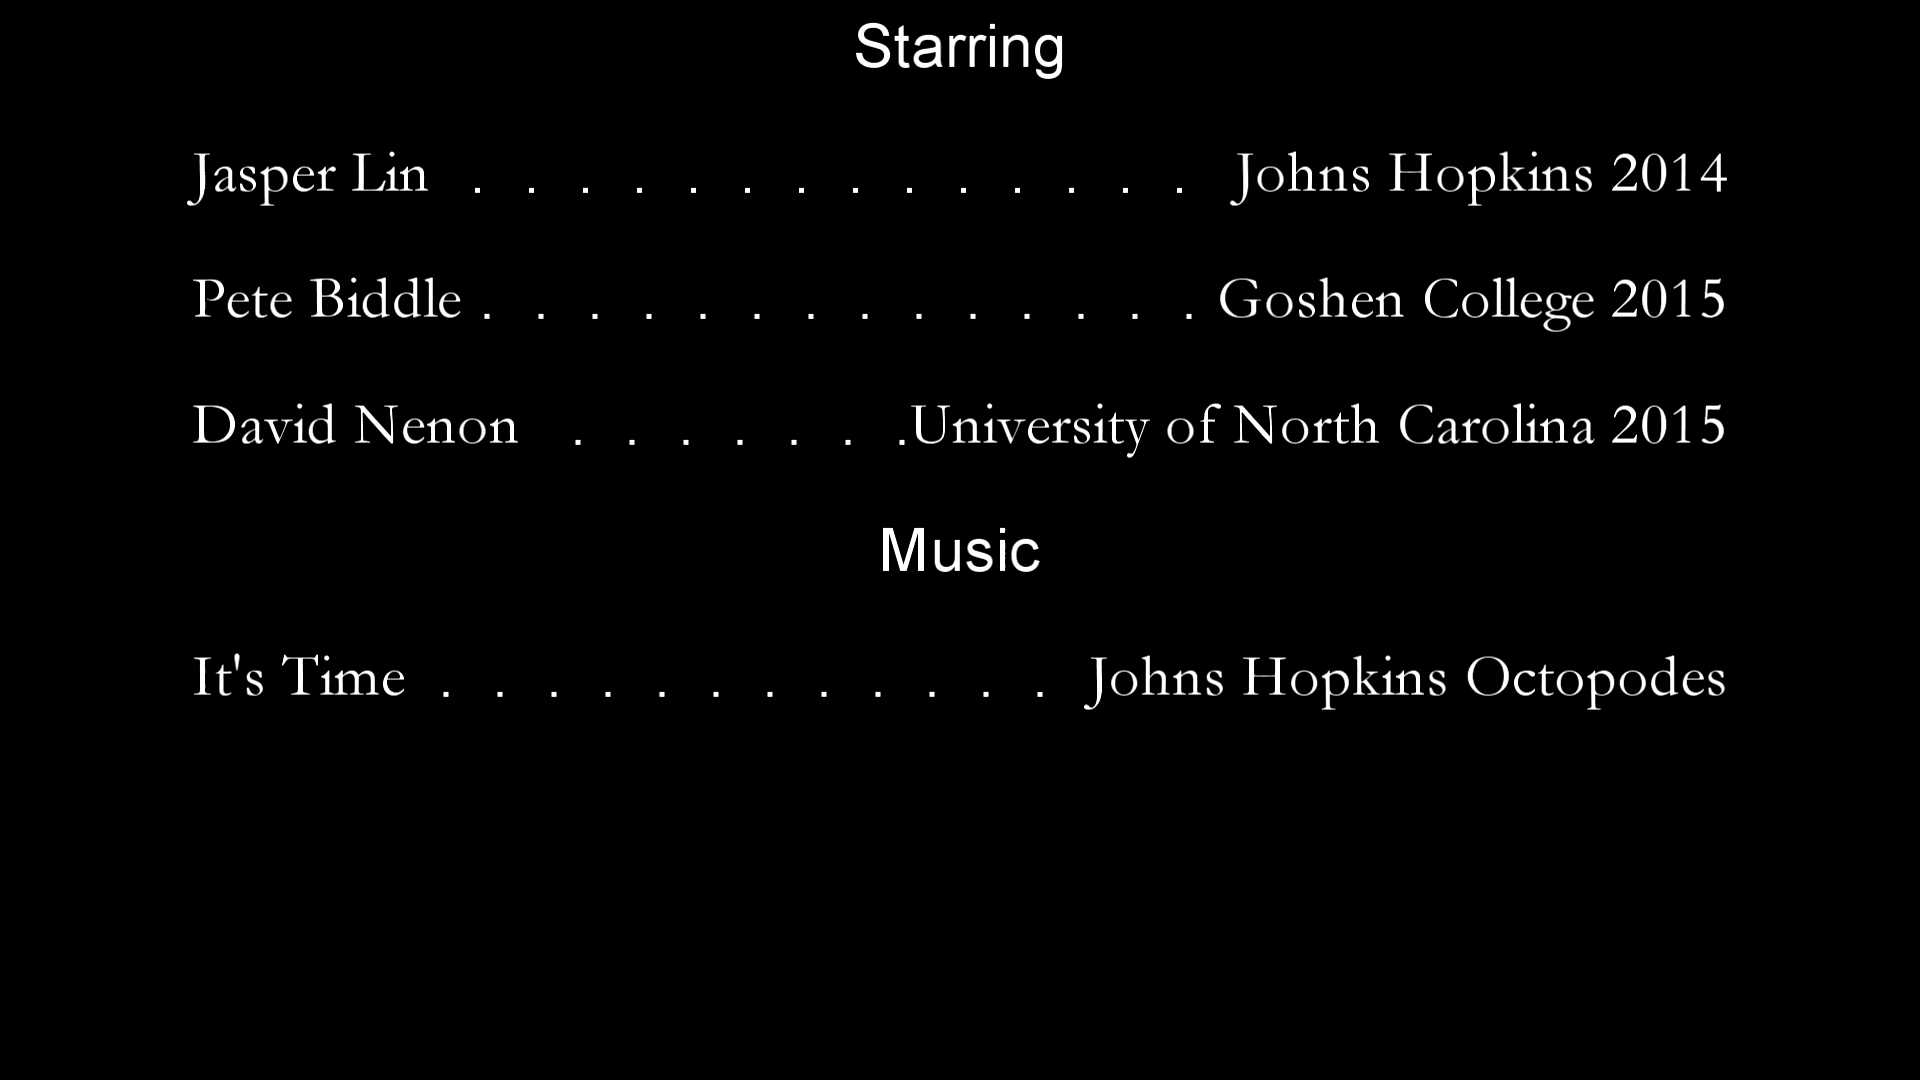 Starring
Jasper Lin . . . . . . . . . . . . . . Johns Hopkins 2014
Pete Biddle . . . . . . . . . . . . . . Goshen College 2015
David Nenon . . . . . . .University of North Carolina 2015
Music
It's Time . . . . . . . . . . . . Johns Hopkins Octopodes